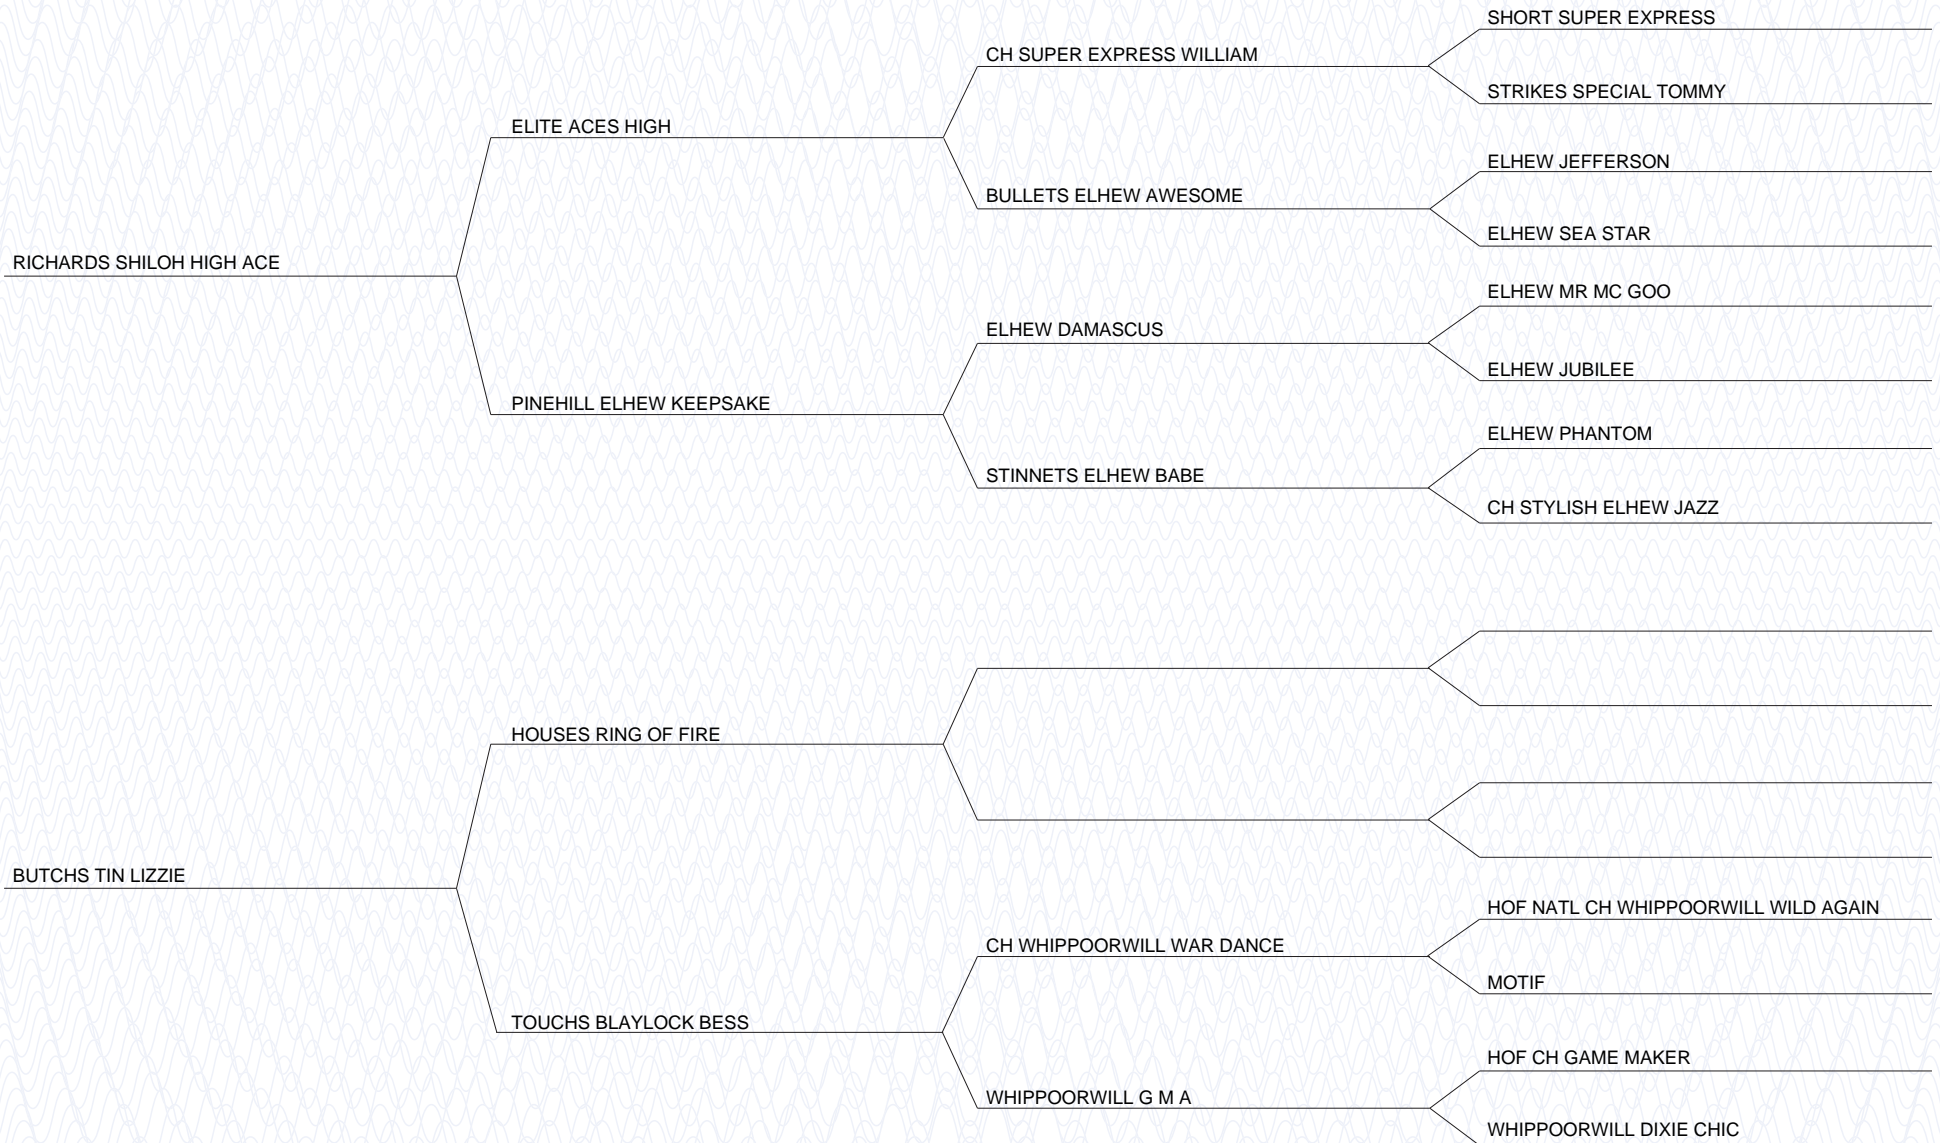 SHORT SUPER EXPRESS
CH SUPER EXPRESS WILLIAM
STRIKES SPECIAL TOMMY
ELITE ACES HIGH
ELHEW JEFFERSON
BULLETS ELHEW AWESOME
ELHEW SEA STAR
RICHARDS SHILOH HIGH ACE
ELHEW MR MC GOO
ELHEW DAMASCUS
ELHEW JUBILEE
PINEHILL ELHEW KEEPSAKE
ELHEW PHANTOM
STINNETS ELHEW BABE
CH STYLISH ELHEW JAZZ
HOUSES RING OF FIRE
BUTCHS TIN LIZZIE
HOF NATL CH WHIPPOORWILL WILD AGAIN
CH WHIPPOORWILL WAR DANCE
MOTIF
TOUCHS BLAYLOCK BESS
HOF CH GAME MAKER
WHIPPOORWILL G M A
WHIPPOORWILL DIXIE CHIC